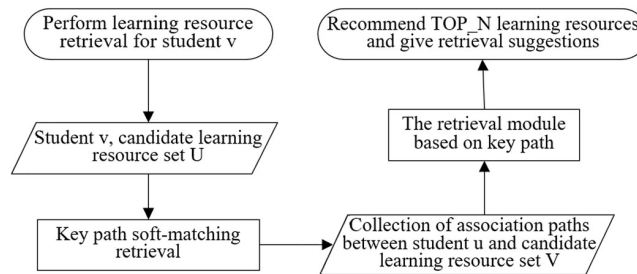 Perform learning resource
retrieval for student v
Student v, candidate learning
resource set U
Key path soft-matching
retrieval
Collection of association paths
between student u and candidate
learning resource set V
The retrieval module
based on key path
Recommend TOP_N learning resources
and give retrieval suggestions